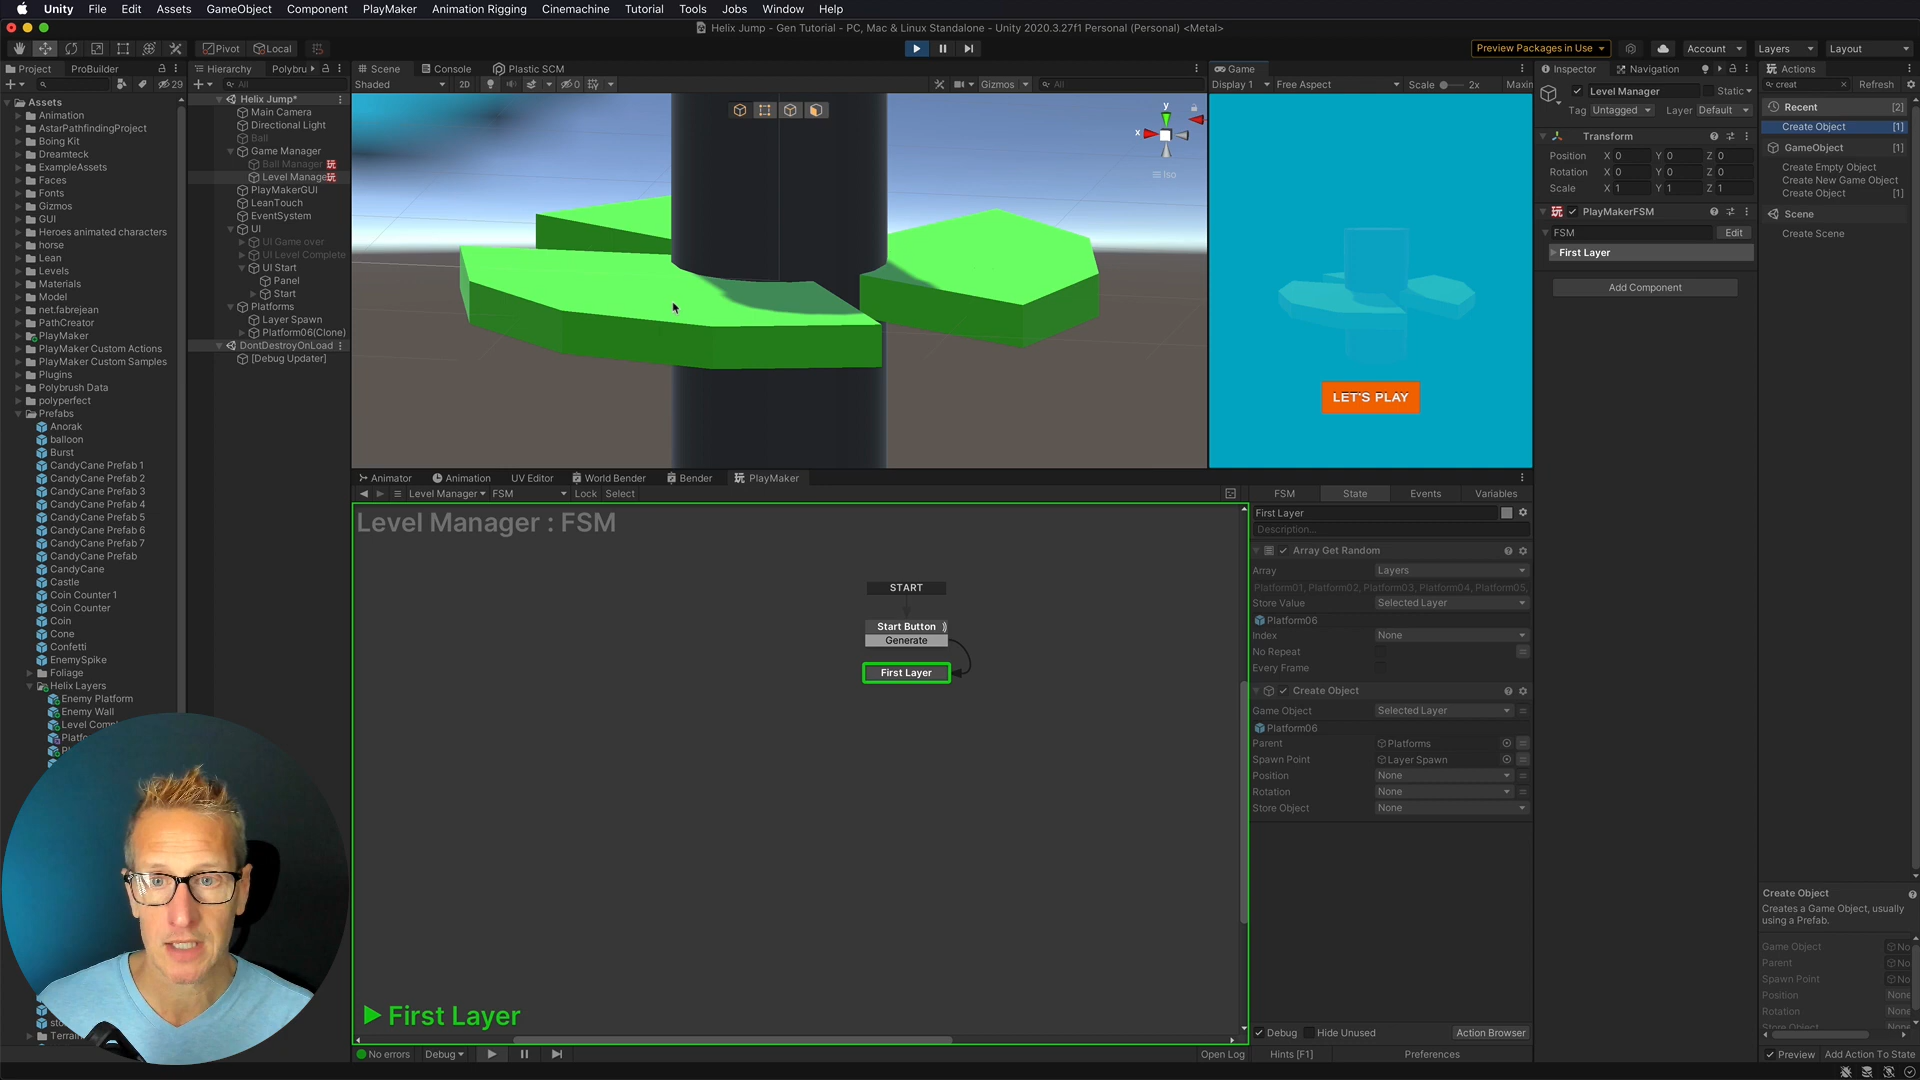 Unity File Edit Assets GameObject Component PlayMaker Animation Rigging Cinemachine Tutorial Tools Jobs Window Help
Helix Jump - Gen Tutorial - PC, Mac & Linux Standalone - Unity 2020.3.27f1 Personal (Personal) <Metal>
Pivot Local Preview Packages in Use Account Layers Layout
Project ProBuilder
29
Assets
Animation
AstarPathfindingProject
Boing Kit
Dreamteck
ExampleAssets
Faces
Fonts
Gizmos
GUI
Heroes animated characters
horse
Lean
Levels
Materials
Model
net.fabrejean
PathCreator
PlayMaker
PlayMaker Custom Actions
PlayMaker Custom Samples
Plugins
Polybrush Data
polyperfect
Prefabs
Anorak
balloon
Burst
CandyCane Prefab 1
CandyCane Prefab 2
CandyCane Prefab 3
CandyCane Prefab 4
CandyCane Prefab 5
CandyCane Prefab 6
CandyCane Prefab 7
CandyCane Prefab
CandyCane
Castle
Coin Counter 1
Coin Counter
Coin
Cone
Confetti
EnemySpike
Foliage
Helix Layers
Enemy Platform
Enemy Wall
Level Comp
Platfo
Terrain
Hierarchy Polybru
All
Helix Jump*
Main Camera
Directional Light
Ball
Game Manager
Ball Manager
Level Manage
PlayMakerGUI
LeanTouch
EventSystem
UI
UI Game over
UI Level Complete
UI Start
Panel
Start
Platforms
Layer Spawn
Platform06(Clone)
DontDestroyOnLoad
[Debug Updater]
Scene Console Plastic SCM
Shaded 2D 0 Gizmos All
y
x
Iso
Game
Display 1 Free Aspect Scale 2x Maxin
LET'S PLAY
Animator Animation UV Editor World Bender Bender PlayMaker
Level Manager FSM Lock Select
Level Manager : FSM
START
Start Button
Generate
First Layer
First Layer
No errors Debug Open Log
FSM State Events Variables
First Layer
Description...
Array Get Random
Array Layers
Platform01, Platform02, Platform03, Platform04, Platform05,
Store Value Selected Layer
Platform06
Index None
No Repeat
Every Frame
Create Object
Game Object Selected Layer
Platform06
Parent Platforms
Spawn Point Layer Spawn
Position None
Rotation None
Store Object None
Debug Hide Unused Action Browser
Hints [F1] Preferences
Inspector Navigation
Level Manager Static
Tag Untagged Layer Default
Transform
Position X 0 Y 0 Z 0
Rotation X 0 Y 0 Z 0
Scale X 1 Y 1 Z 1
PlayMakerFSM
FSM Edit
First Layer
Add Component
Actions
creat Refresh
Recent [2]
Create Object [1]
GameObject [1]
Create Empty Object
Create New Game Object
Create Object [1]
Scene
Create Scene
Create Object
Creates a Game Object, usually
using a Prefab.
Game Object No
Parent No
Spawn Point No
Position None
Rotation None
Store Object None
Preview Add Action To State